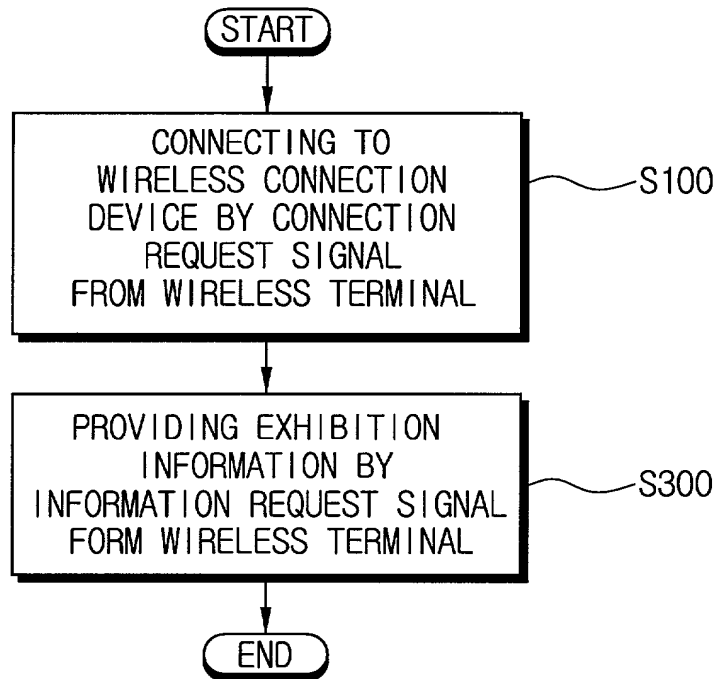 START
CONNECTING TO
WIRELESS CONNECTION
DEVICE BY CONNECTION
REQUEST SIGNAL
FROM WIRELESS TERMINAL
S100
PROVIDING EXHIBITION
INFORMATION BY
INFORMATION REQUEST SIGNAL
FORM WIRELESS TERMINAL
S300
END